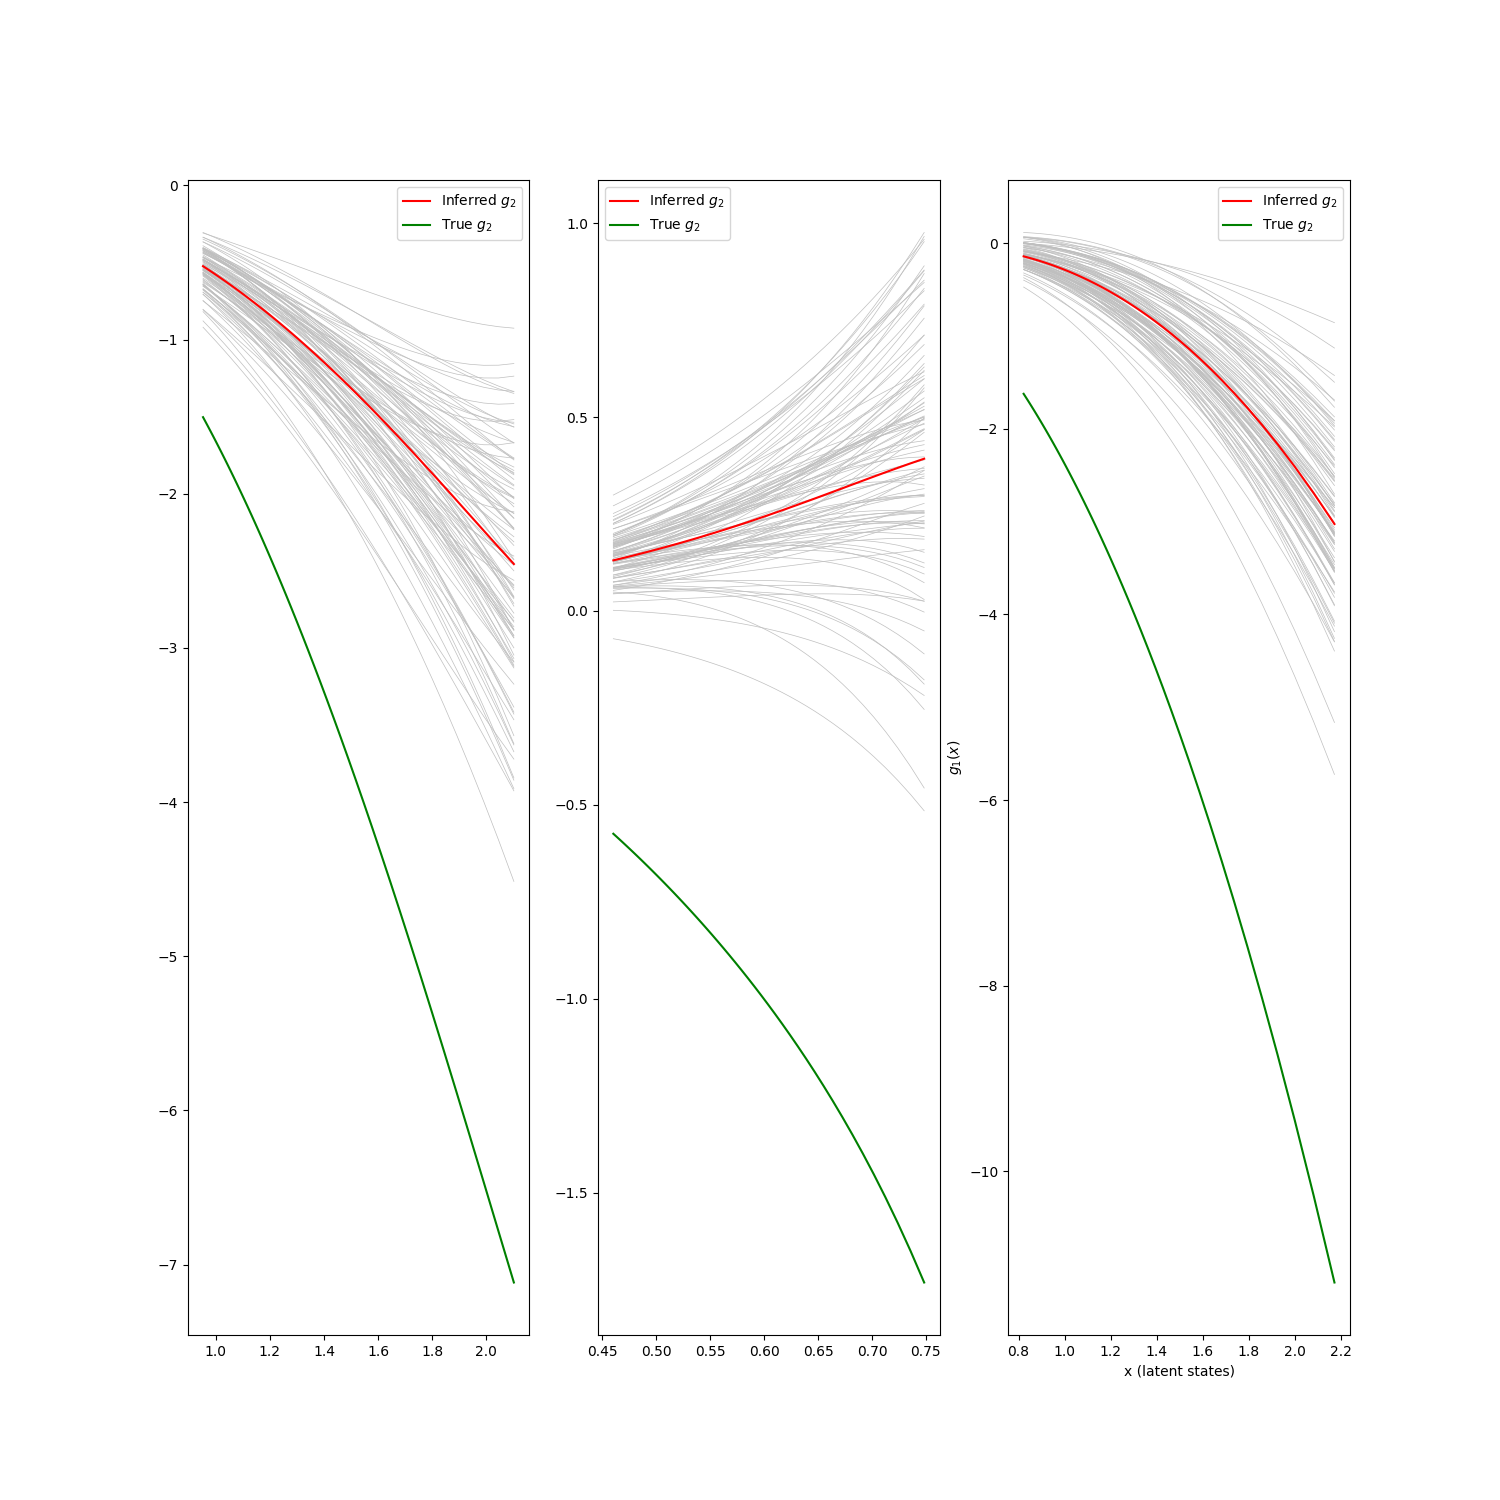 Inferred g₂
True g₂
0
−1
−2
−3
−4
−5
−6
−7
1.0 1.2 1.4 1.6 1.8 2.0
Inferred g₂
True g₂
1.0
0.5
0.0
−0.5
−1.0
−1.5
0.45 0.50 0.55 0.60 0.65 0.70 0.75
g₁(x)
Inferred g₂
True g₂
0
−2
−4
−6
−8
−10
0.8 1.0 1.2 1.4 1.6 1.8 2.0 2.2
x (latent states)